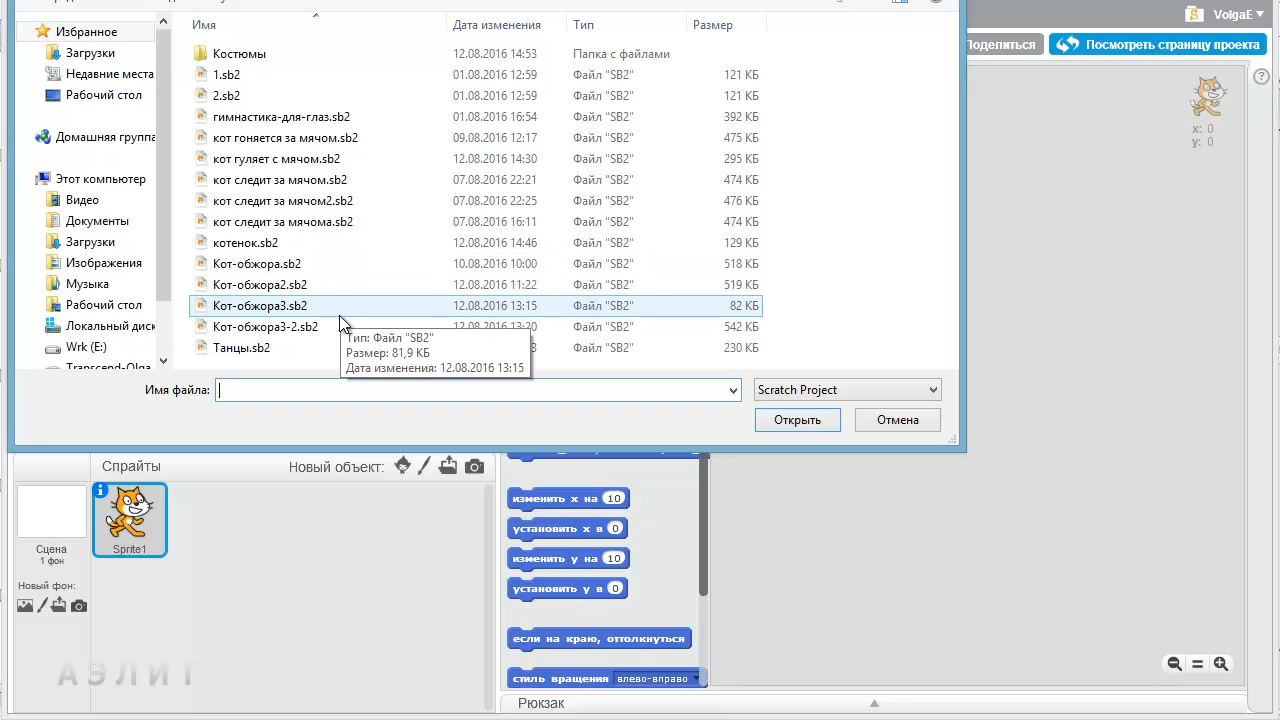 VolgaE
Поделиться
Посмотреть страницу проекта
Избранное
Загрузки
Недавние места
Рабочий стол
Домашняя группа
Этот компьютер
Видео
Документы
Загрузки
Изображения
Музыка
Рабочий стол
Локальный диск
Wrk (E:)
Transcend-Olga
Имя Дата изменения Тип Размер
Костюмы 12.08.2016 14:53 Папка с файлами
1.sb2 01.08.2016 12:59 Файл "SB2" 121 КБ
2.sb2 01.08.2016 12:59 Файл "SB2" 121 КБ
гимнастика-для-глаз.sb2 01.08.2016 16:54 Файл "SB2" 392 КБ
кот гоняется за мячом.sb2 09.08.2016 12:17 Файл "SB2" 475 КБ
кот гуляет с мячом.sb2 12.08.2016 14:30 Файл "SB2" 295 КБ
кот следит за мячом.sb2 07.08.2016 22:21 Файл "SB2" 474 КБ
кот следит за мячом2.sb2 07.08.2016 22:25 Файл "SB2" 476 КБ
кот следит за мячома.sb2 07.08.2016 16:11 Файл "SB2" 474 КБ
котенок.sb2 12.08.2016 14:46 Файл "SB2" 129 КБ
Кот-обжора.sb2 10.08.2016 10:00 Файл "SB2" 518 КБ
Кот-обжора2.sb2 12.08.2016 11:22 Файл "SB2" 519 КБ
Кот-обжора3.sb2 12.08.2016 13:15 Файл "SB2" 82 КБ
Кот-обжора3-2.sb2 12.08.2016 13:20 Файл "SB2" 542 КБ
Танцы.sb2 3 Файл "SB2" 230 КБ
Тип: Файл "SB2"
Размер: 81,9 КБ
Дата изменения: 12.08.2016 13:15
Имя файла: Scratch Project
Открыть Отмена
x: 0
y: 0
Спрайты Новый объект:
Сцена
1 фон
Sprite1
Новый фон:
изменить x на 10
установить x в 0
изменить y на 10
установить y в 0
если на краю, оттолкнуться
стиль вращения влево-вправо
Рюкзак
АЭЛИТ